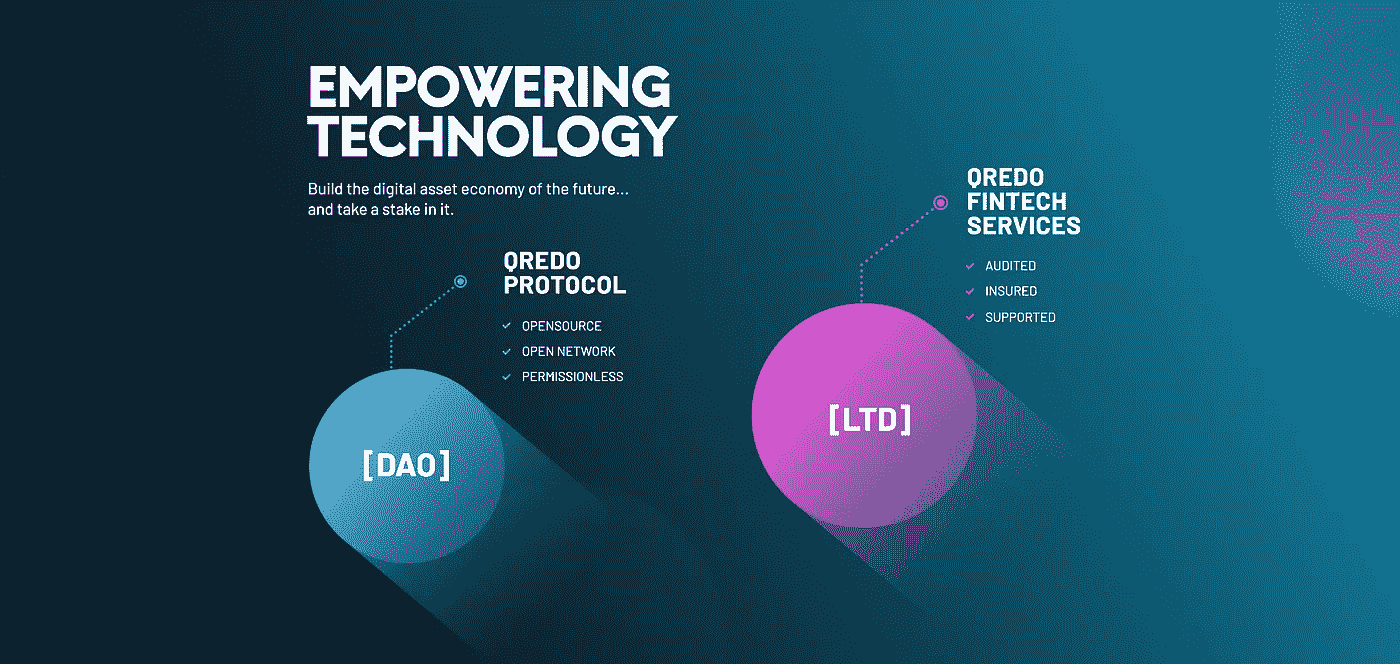 EMPOWERING
TECHNOLOGY
Build the digital asset economy of the future...
and take a stake in it.
QREDO
PROTOCOL
OPENSOURCE
OPEN NETWORK
PERMISSIONLESS
[DAO]
QREDO
FINTECH
SERVICES
AUDITED
INSURED
SUPPORTED
[LTD]